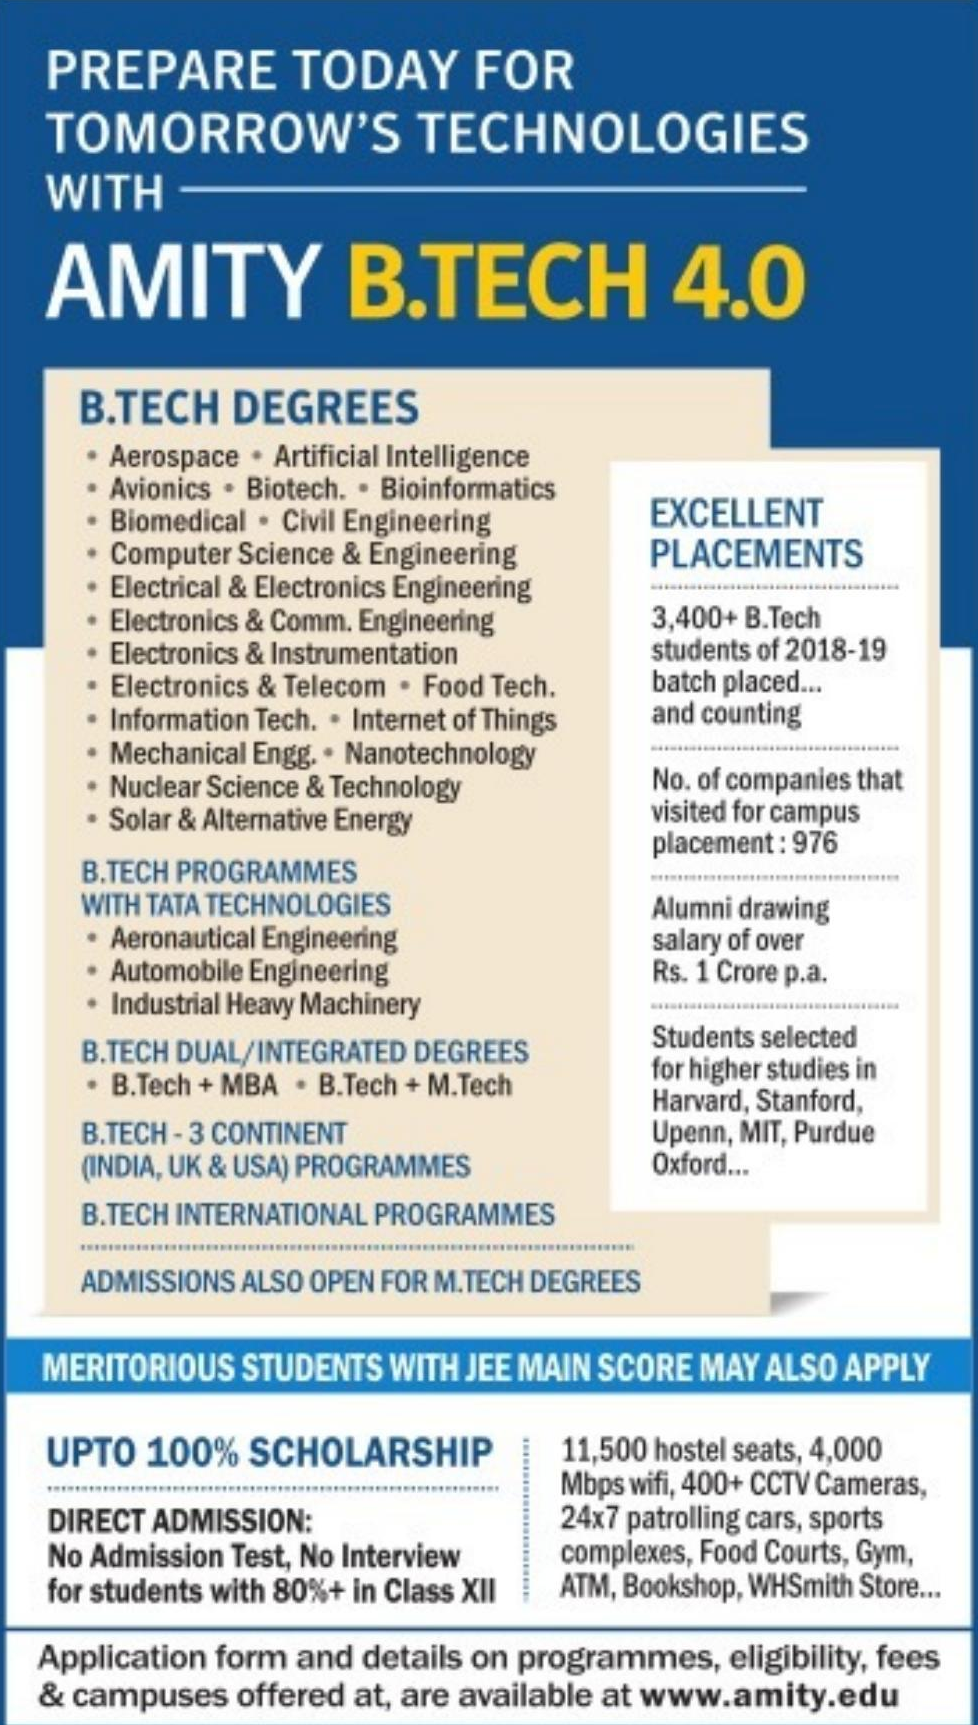 PREPARE TODAY FOR
TOMORROW'S TECHNOLOGIES
WITH
AMITY B.TECH 4.0
B.TECH DEGREES
• Aerospace • Artificial Intelligence
• Avionics • Biotech. • Bioinformatics
• Biomedical • Civil Engineering
• Computer Science & Engineering
• Electrical & Electronics Engineering
• Electronics & Comm. Engineering
• Electronics & Instrumentation
• Electronics & Telecom • Food Tech.
• Information Tech. • Internet of Things
• Mechanical Engg. • Nanotechnology
• Nuclear Science & Technology
• Solar & Alternative Energy
B.TECH PROGRAMMES
WITH TATA TECHNOLOGIES
• Aeronautical Engineering
• Automobile Engineering
• Industrial Heavy Machinery
B.TECH DUAL/INTEGRATED DEGREES
• B.Tech + MBA • B.Tech + M.Tech
B.TECH - 3 CONTINENT
(INDIA, UK & USA) PROGRAMMES
B.TECH INTERNATIONAL PROGRAMMES
ADMISSIONS ALSO OPEN FOR M.TECH DEGREES
EXCELLENT
PLACEMENTS
3,400+ B.Tech
students of 2018-19
batch placed...
and counting
No. of companies that
visited for campus
placement : 976
Alumni drawing
salary of over
Rs. 1 Crore p.a.
Students selected
for higher studies in
Harvard, Stanford,
Upenn, MIT, Purdue
Oxford...
MERITORIOUS STUDENTS WITH JEE MAIN SCORE MAY ALSO APPLY
UPTO 100% SCHOLARSHIP
DIRECT ADMISSION:
No Admission Test, No Interview
for students with 80%+ in Class XII
11,500 hostel seats, 4,000
Mbps wifi, 400+ CCTV Cameras,
24x7 patrolling cars, sports
complexes, Food Courts, Gym,
ATM, Bookshop, WHSmith Store...
Application form and details on programmes, eligibility, fees
& campuses offered at, are available at www.amity.edu